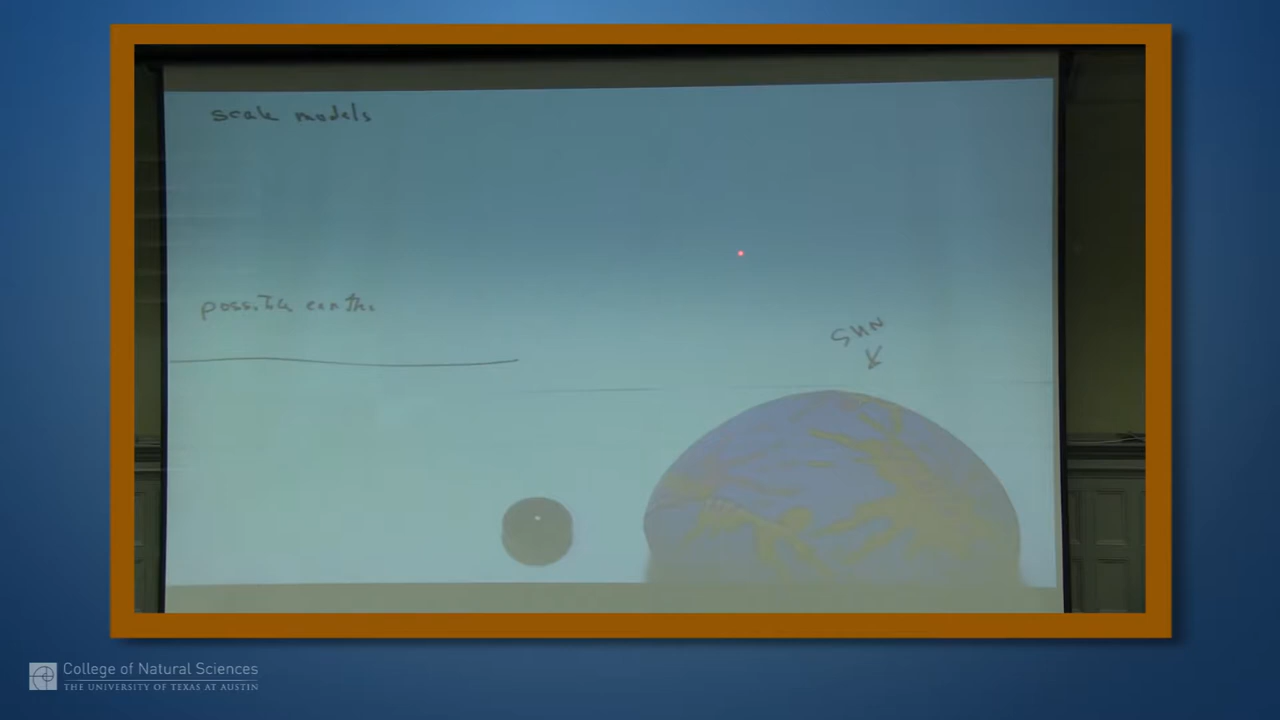 scale models
possible earths
SUN
College of Natural Sciences
THE UNIVERSITY OF TEXAS AT AUSTIN